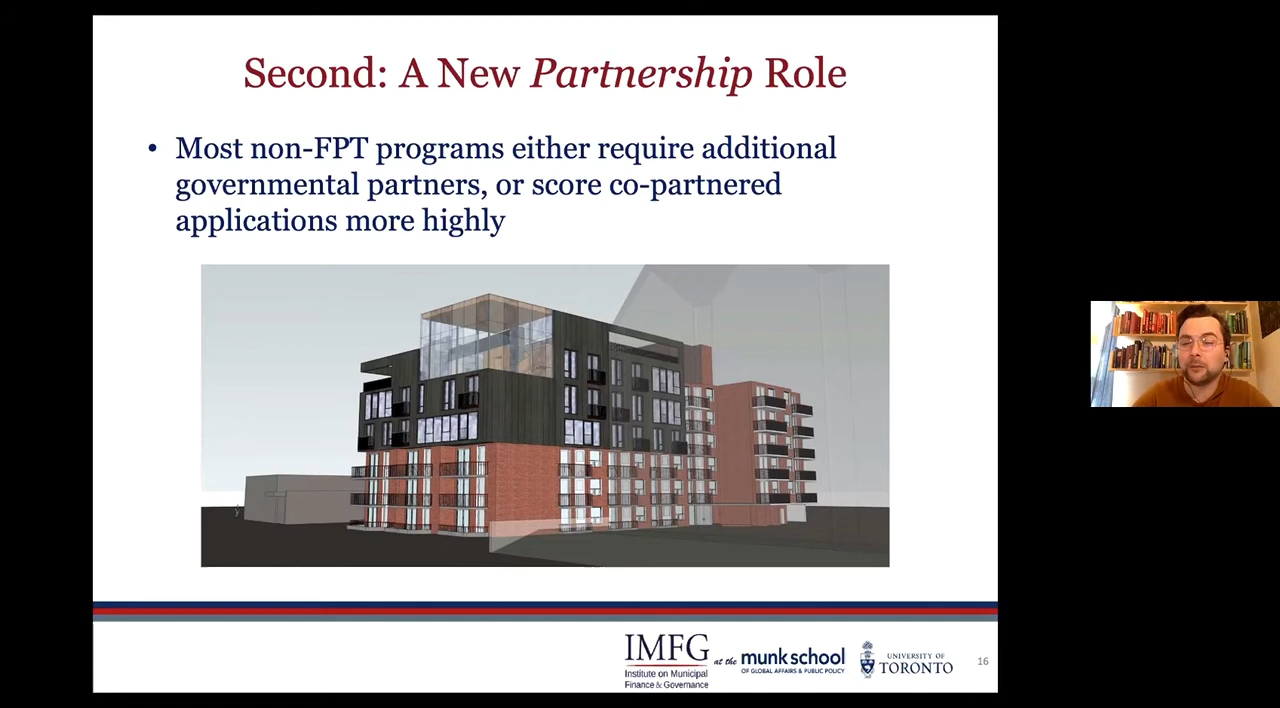 Second: A New Partnership Role
• Most non-FPT programs either require additional
governmental partners, or score co-partnered
applications more highly
IMFG
Institute on Municipal
Finance & Governance
at the munk school
OF GLOBAL AFFAIRS & PUBLIC POLICY
UNIVERSITY OF
TORONTO
16